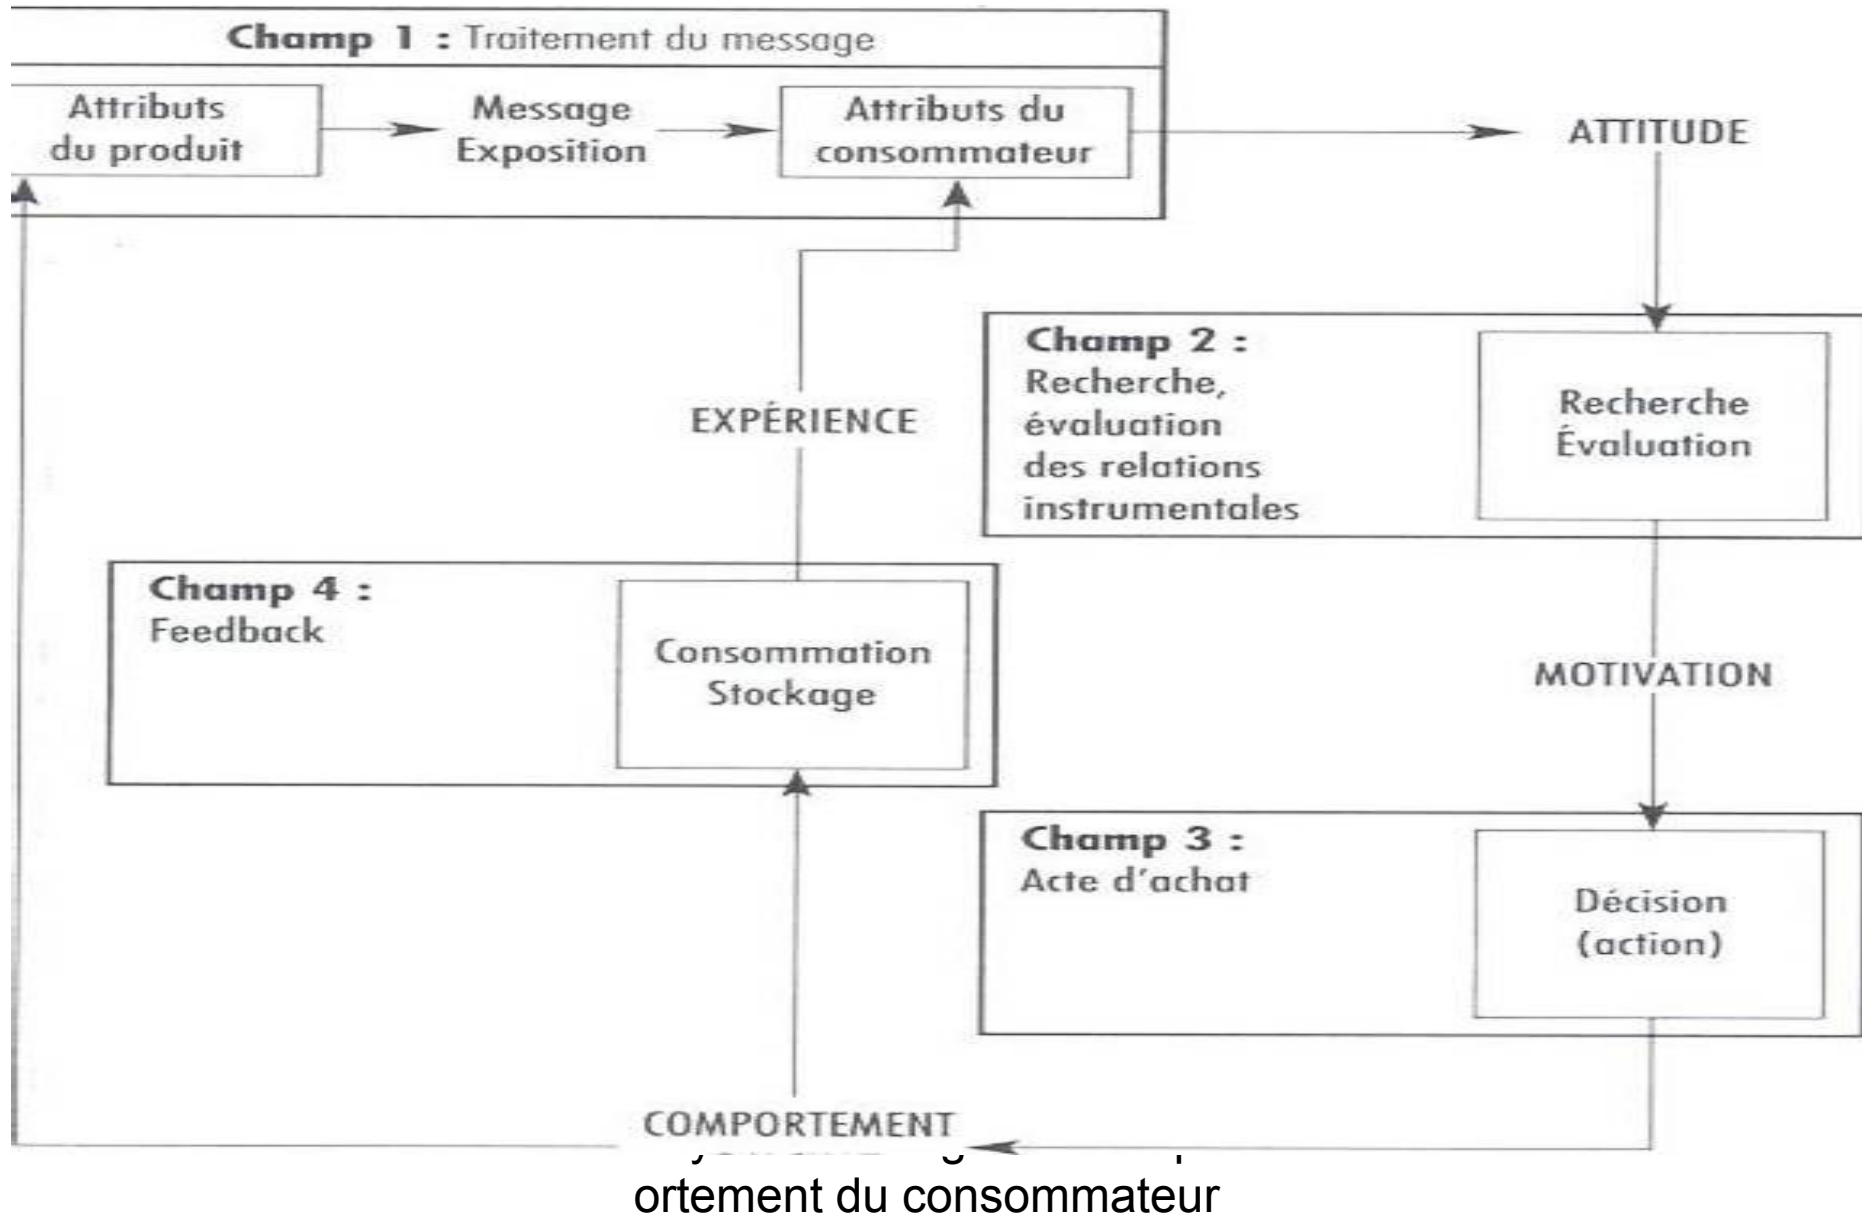 Champ 1 : Traitement du message
Attributs
du produit
Message
Exposition
Attributs du
consommateur
ATTITUDE
Champ 2 :
Recherche,
évaluation
des relations
instrumentales
Recherche
Évaluation
EXPÉRIENCE
Champ 4 :
Feedback
Consommation
Stockage
MOTIVATION
Champ 3 :
Acte d'achat
Décision
(action)
COMPORTEMENT
ortement du consommateur